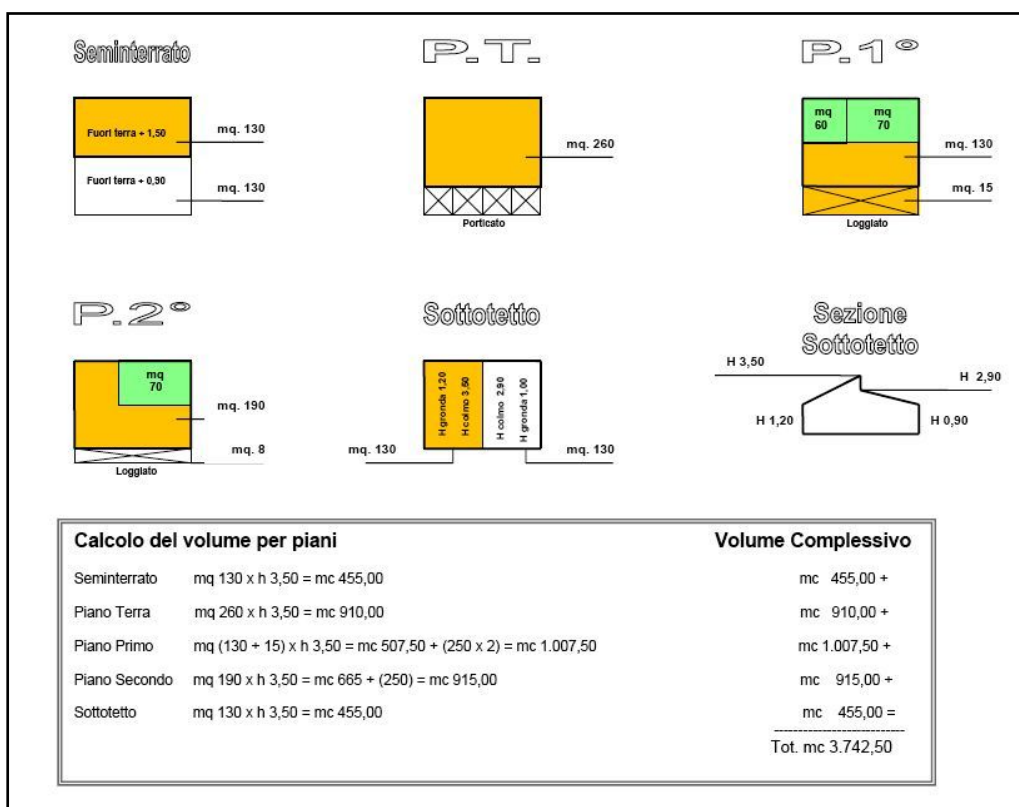 Seminterrato
P.T.
P.1°
Fuori terra + 1,50
mq. 130
Fuori terra + 0,90
mq. 130
mq. 260
Porticato
mq 60
mq 70
mq. 130
mq. 15
Loggiato
P.2°
Sottotetto
Sezione
Sottotetto
mq 70
mq. 190
mq. 8
Loggiato
H gronda 1,20
H colmo 3,50
H colmo 2,90
H gronda 1,00
mq. 130
mq. 130
H 3,50
H 2,90
H 1,20
H 0,90
Calcolo del volume per piani Volume Complessivo
Seminterrato mq 130 x h 3,50 = mc 455,00 mc 455,00 +
Piano Terra mq 260 x h 3,50 = mc 910,00 mc 910,00 +
Piano Primo mq (130 + 15) x h 3,50 = mc 507,50 + (250 x 2) = mc 1.007,50 mc 1.007,50 +
Piano Secondo mq 190 x h 3,50 = mc 665 + (250) = mc 915,00 mc 915,00 +
Sottotetto mq 130 x h 3,50 = mc 455,00 mc 455,00 =
Tot. mc 3.742,50